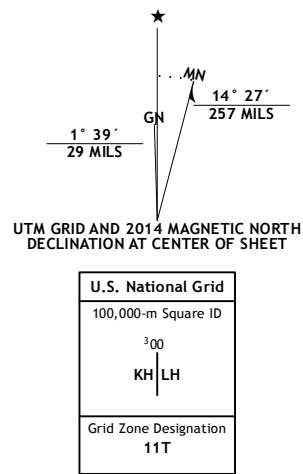 ★
MN
GN
14° 27´
257 MILS
1° 39´
29 MILS
UTM GRID AND 2014 MAGNETIC NORTH
DECLINATION AT CENTER OF SHEET
U.S. National Grid
100,000-m Square ID
³00
KH LH
Grid Zone Designation
11T